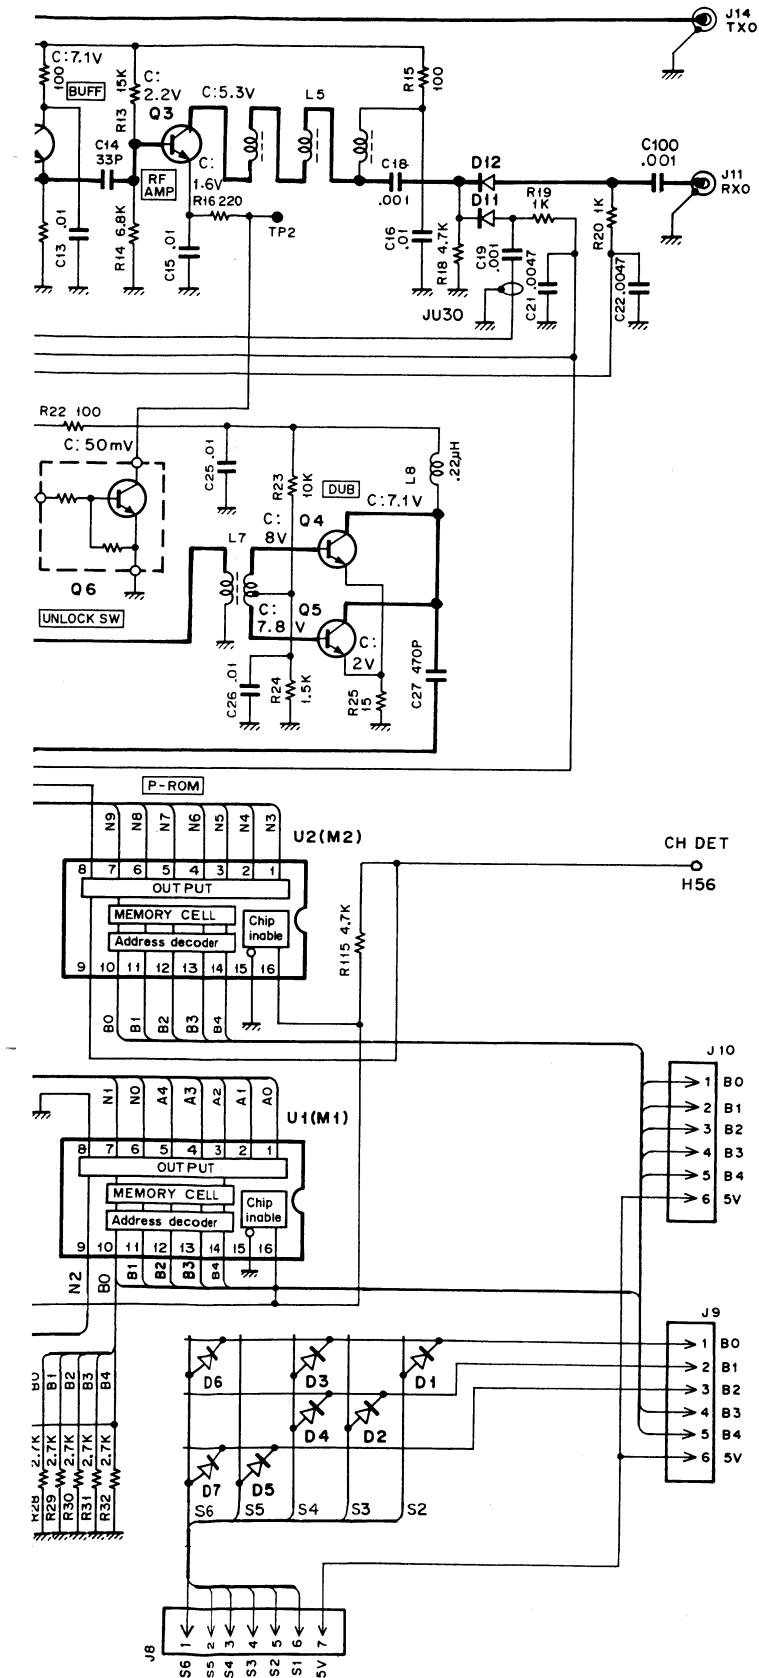 J14
TXO
C:7.1V
100
BUFF
15K
R13
C:
2.2V
Q3
C:5.3V
L5
R15
100
C14
33P
C:
1.6V
RF
AMP
R16 220
TP2
C18
.001
D12
D11
R19
1K
C100
.001
J11
RXO
C13 .01
R14 6.8K
C15 .01
C16
.01
R18 4.7K
C19
.001
C21 .0047
R20 1K
C22.0047
JU30
R22 100
C:50mV
C25 .01
R23
10K
DUB
L8
.22μH
C:7.1V
C:
8V
Q4
Q6
L7
C:
7.8 V
Q5
C:
2V
UNLOCK SW
C26 .01
R24
1.5K
R25
15
C27 470P
P-ROM
N9
N8
N7
N6
N5
N4
N3
U2(M2)
8 7 6 5 4 3 2 1
OUTPUT
MEMORY CELL
Address decoder
Chip
inable
9 10 11 12 13 14 15 16
B0
B1
B2
B3
B4
R115 4.7K
CH DET
H56
J10
1 B0
2 B1
3 B2
4 B3
5 B4
6 5V
N1
N0
A4
A3
A2
A1
A0
U1(M1)
8 7 6 5 4 3 2 1
OUTPUT
MEMORY CELL
Address decoder
Chip
inable
9 10 11 12 13 14 15 16
N2
B0
B1
B2
B3
B4
J9
1 B0
2 B1
3 B2
4 B3
5 B4
6 5V
D6
D3
D1
D4
D2
D7
D5
B0
B1
B2
B3
B4
R28 2.7K
R29 2.7K
R30 2.7K
R31 2.7K
R32 2.7K
S6
S5
S4
S3
S2
J8
1 2 3 4 5 6 7
S6
S5
S4
S3
S2
S1
5V